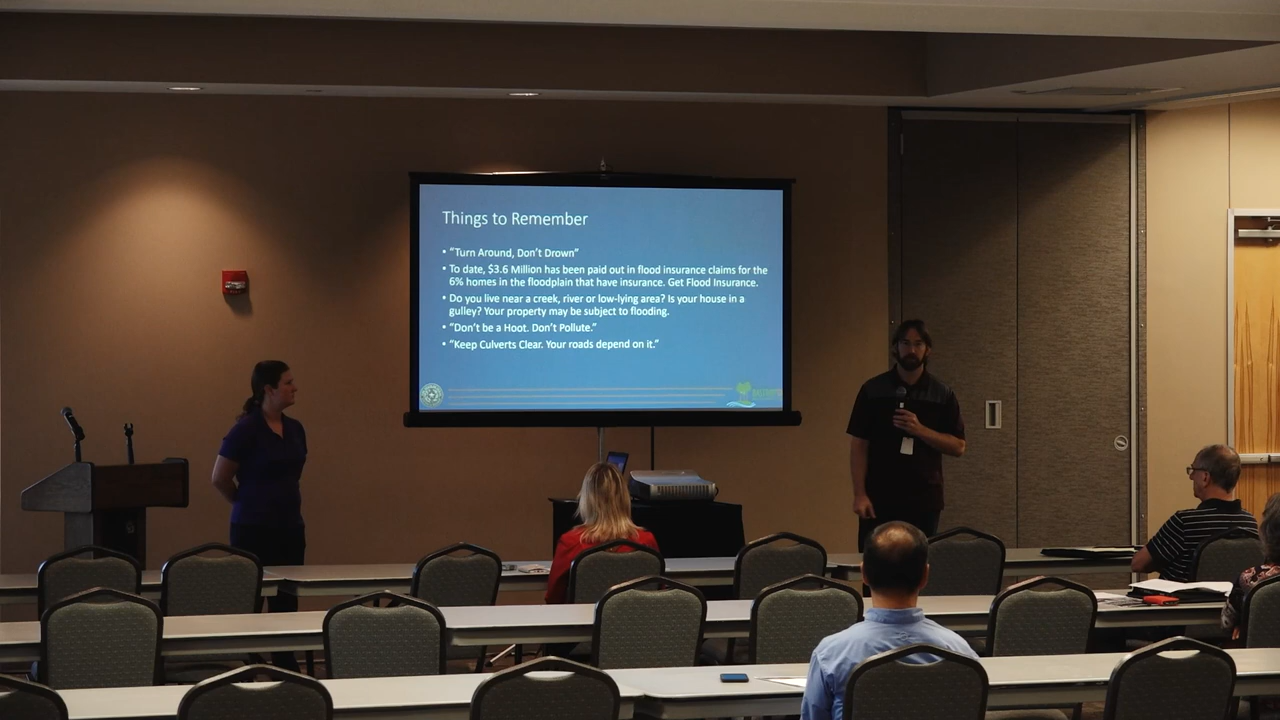 Things to Remember
• "Turn Around, Don't Drown"
• To date, $3.6 Million has been paid out in flood insurance claims for the
6% homes in the floodplain that have insurance. Get Flood Insurance.
• Do you live near a creek, river or low-lying area? Is your house in a
gulley? Your property may be subject to flooding.
• "Don't be a Hoot. Don't Pollute."
• "Keep Culverts Clear. Your roads depend on it."